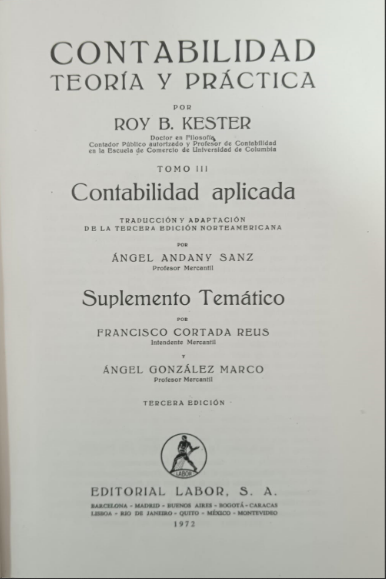 CONTABILIDAD
TEORÍA Y PRÁCTICA
POR
ROY B. KESTER
Doctor en Filosofía
Contador Público autorizado y Profesor de Contabilidad
en la Escuela de Comercio de Universidad de Columbia
TOMO III
Contabilidad aplicada
TRADUCCIÓN Y ADAPTACIÓN
DE LA TERCERA EDICIÓN NORTEAMERICANA
POR
ÁNGEL ANDANY SANZ
Profesor Mercantil
Suplemento Temático
POR
FRANCISCO CORTADA REUS
Intendente Mercantil
Y
ÁNGEL GONZÁLEZ MARCO
Profesor Mercantil
TERCERA EDICIÓN
LABOR
EDITORIAL LABOR, S. A.
BARCELONA - MADRID - BUENOS AIRES - BOGOTÁ - CARACAS
LISBOA - RIO DE JANEIRO - QUITO - MÉXICO - MONTEVIDEO
1972